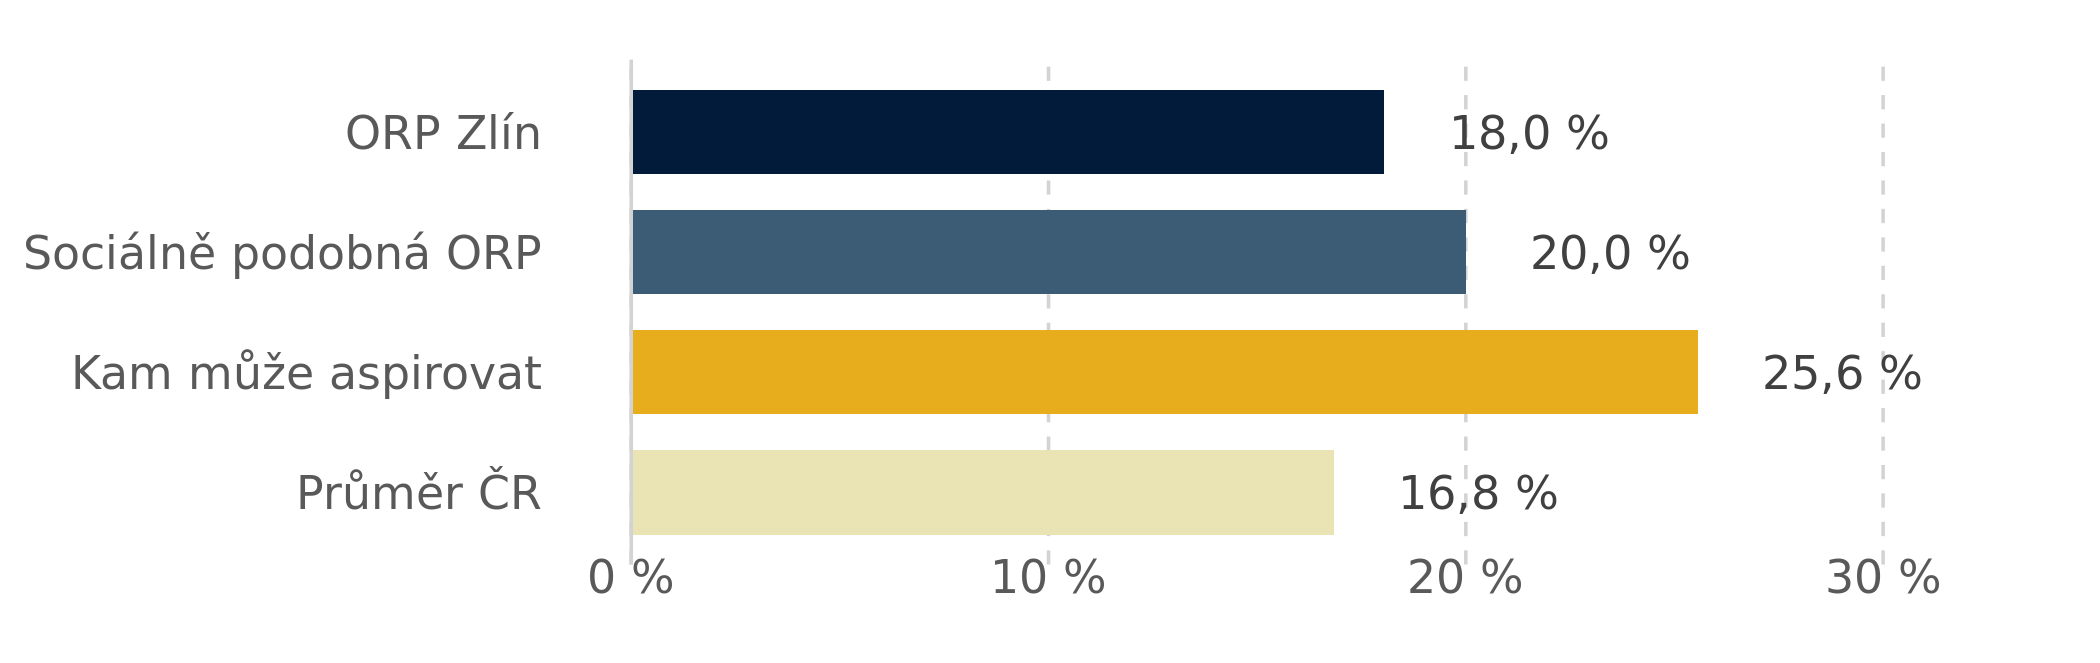 ORP Zlín 18,0 %
Sociálně podobná ORP 20,0 %
Kam může aspirovat 25,6 %
Průměr ČR 16,8 %
0 % 10 % 20 % 30 %